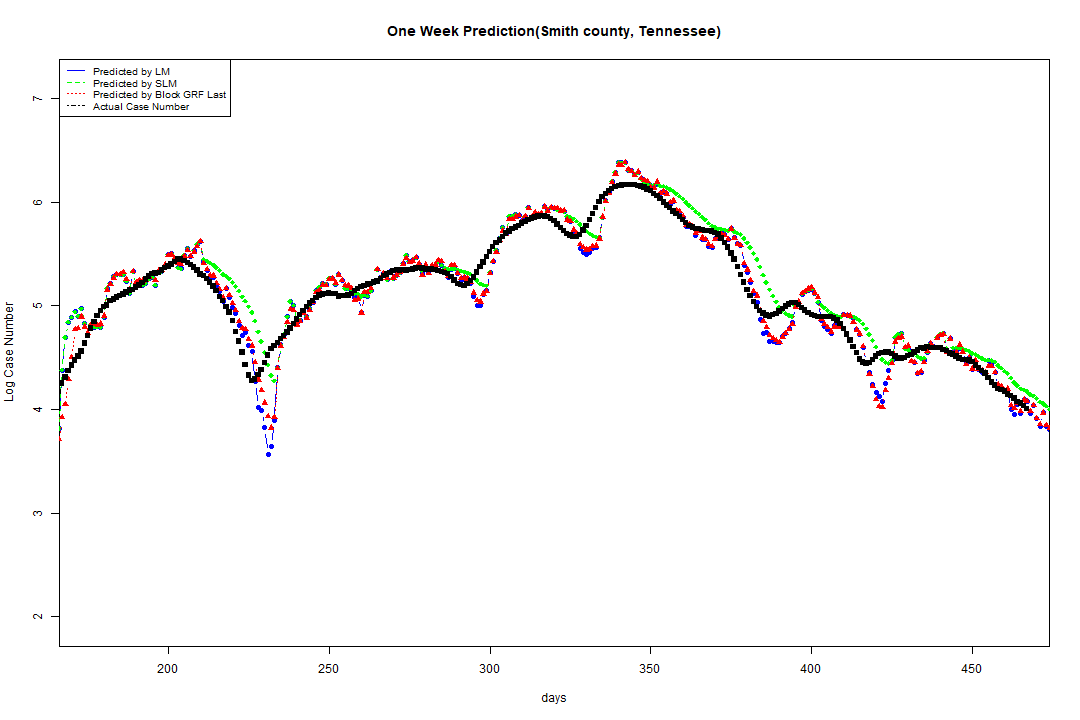 One Week Prediction(Smith county, Tennessee)
Predicted by LM
Predicted by SLM
Predicted by Block GRF Last
Actual Case Number
Log Case Number
7
6
5
4
3
2
200 250 300 350 400 450
days